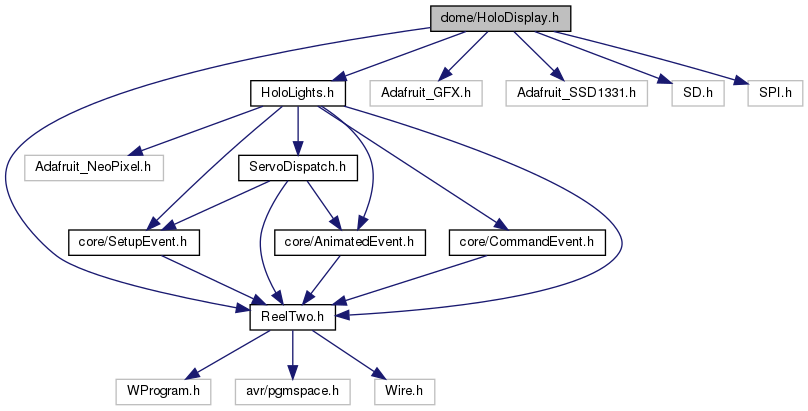 dome/HoloDisplay.h
HoloLights.h
Adafruit_GFX.h
Adafruit_SSD1331.h
SD.h
SPI.h
Adafruit_NeoPixel.h
ServoDispatch.h
core/SetupEvent.h
core/AnimatedEvent.h
core/CommandEvent.h
ReelTwo.h
WProgram.h
avr/pgmspace.h
Wire.h